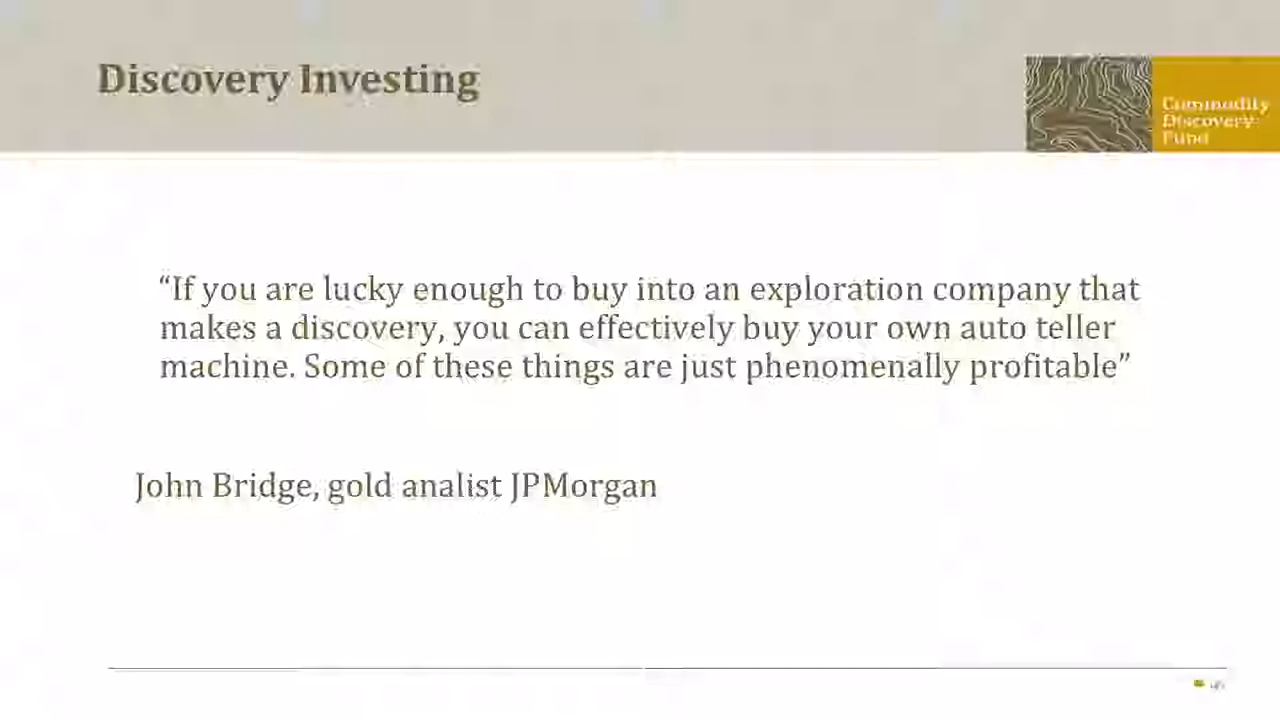 Discovery Investing
Commodity
Discovery
Fund
“If you are lucky enough to buy into an exploration company that
makes a discovery, you can effectively buy your own auto teller
machine. Some of these things are just phenomenally profitable”
John Bridge, gold analist JPMorgan